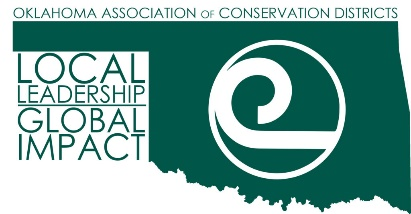 OKLAHOMA ASSOCIATION OF CONSERVATION DISTRICTS
LOCAL
LEADERSHIP
GLOBAL
IMPACT